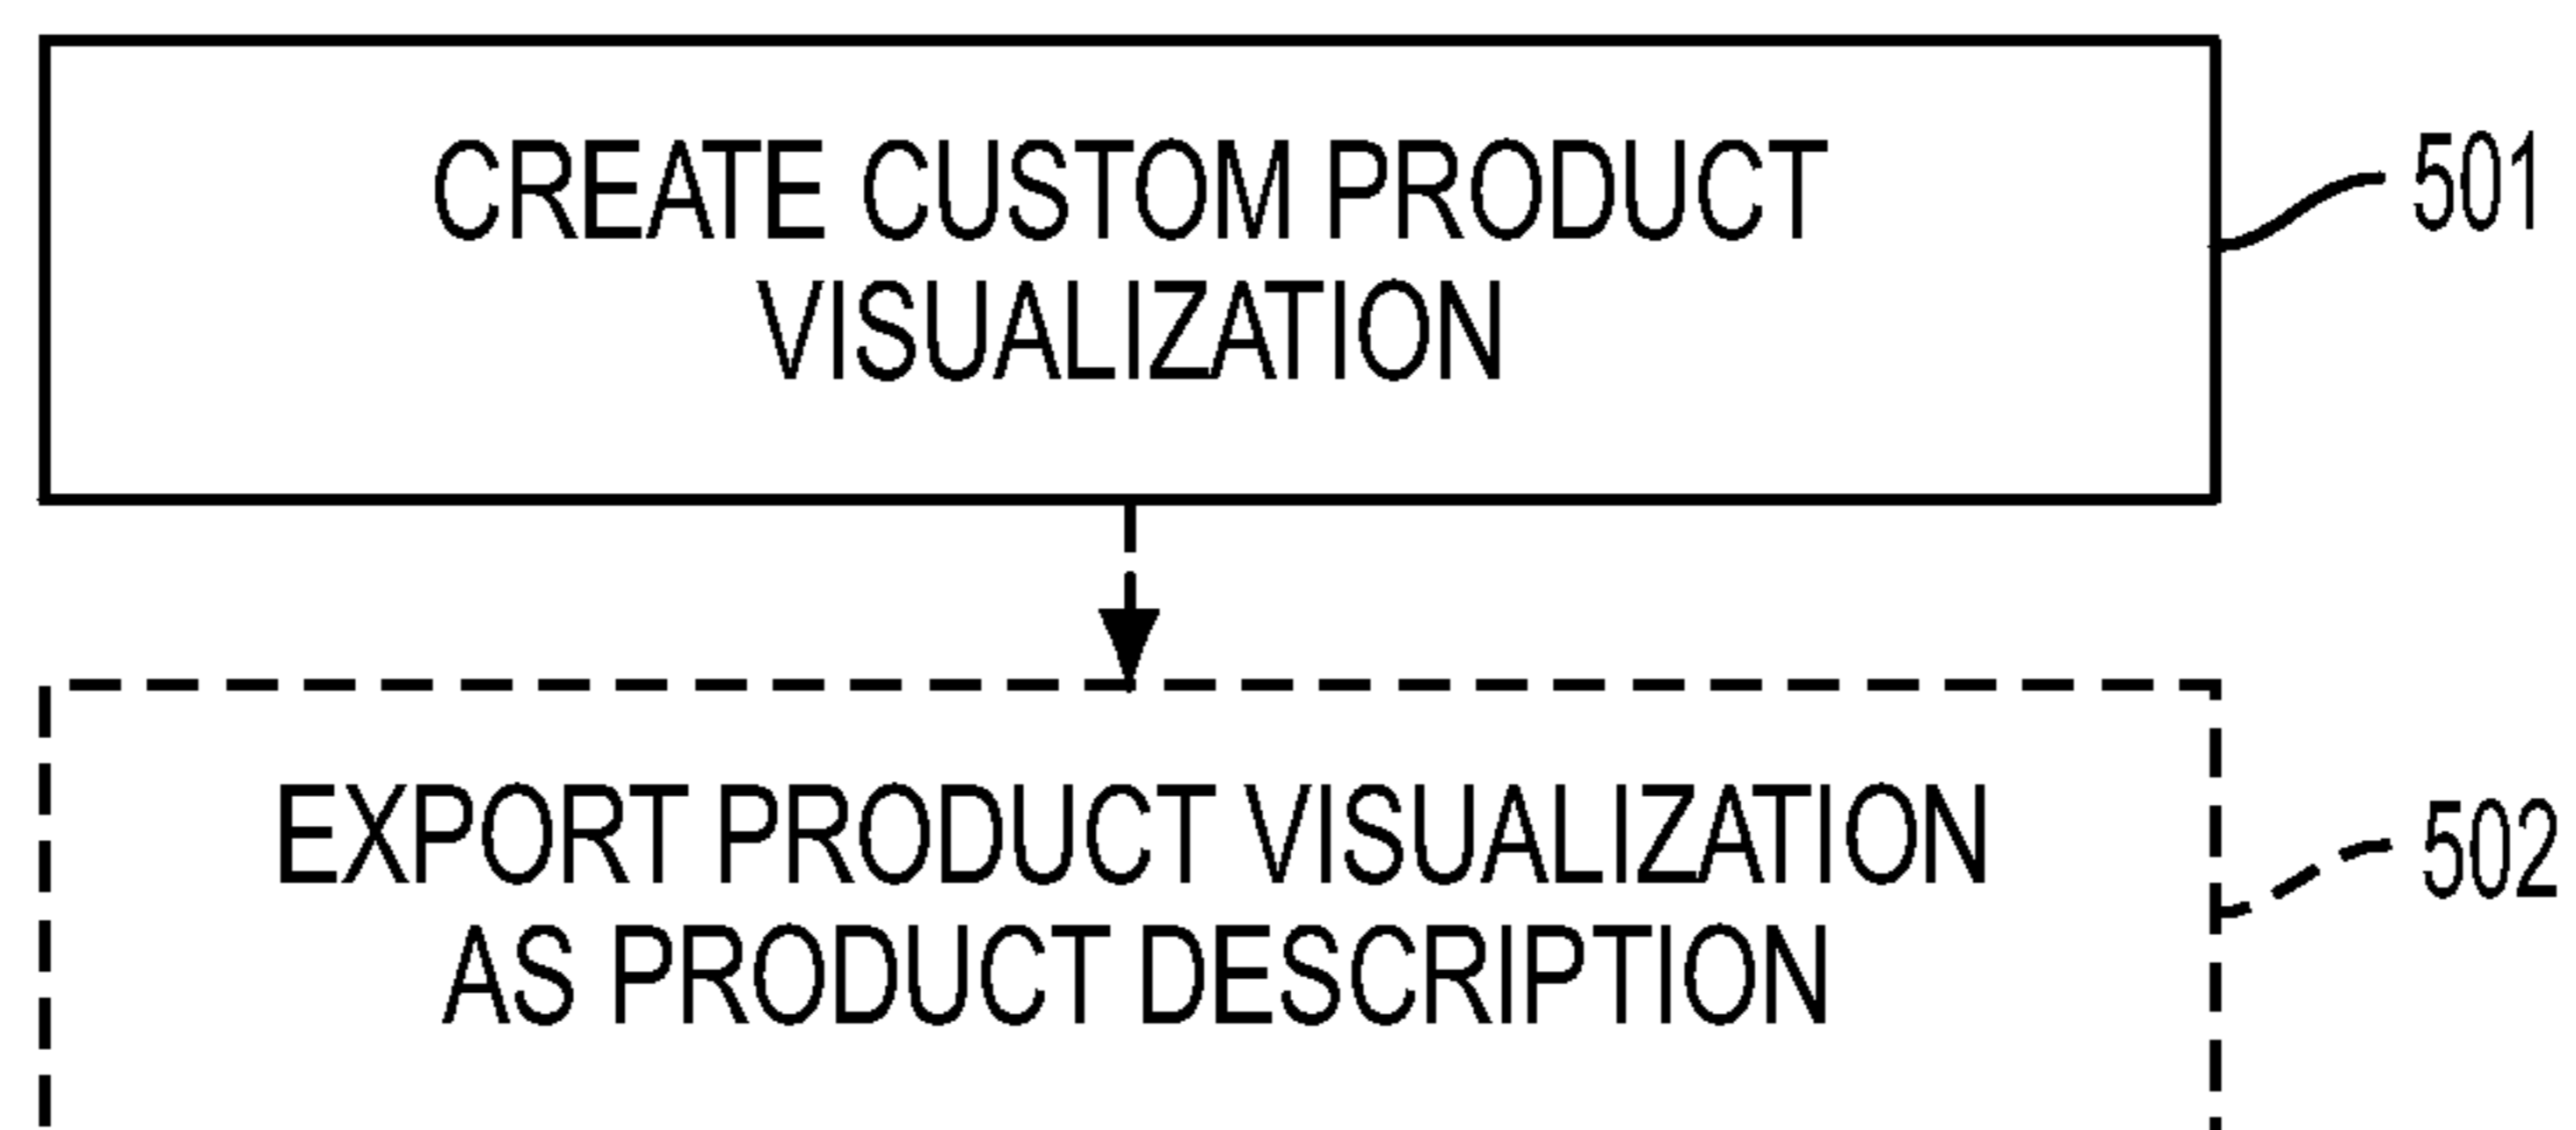 CREATE CUSTOM PRODUCT
VISUALIZATION
501
EXPORT PRODUCT VISUALIZATION
AS PRODUCT DESCRIPTION
502